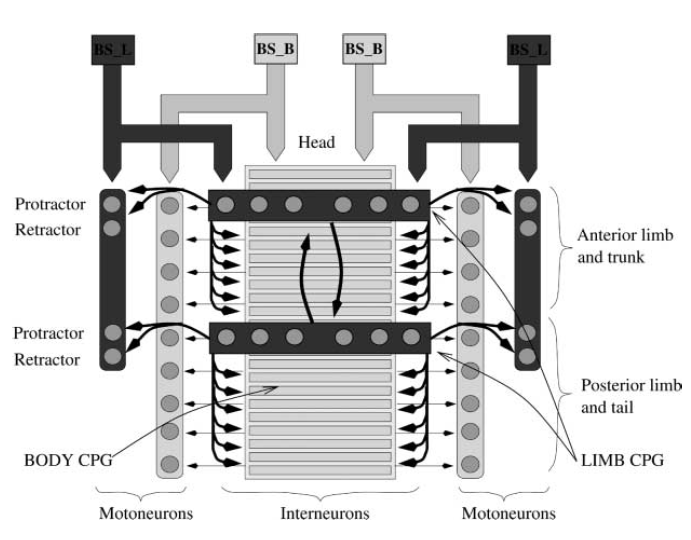 BS_L
BS_B
BS_B
BS_L
Head
Protractor
Retractor
Anterior limb
and trunk
Protractor
Retractor
Posterior limb
and tail
BODY CPG
LIMB CPG
Motoneurons
Interneurons
Motoneurons